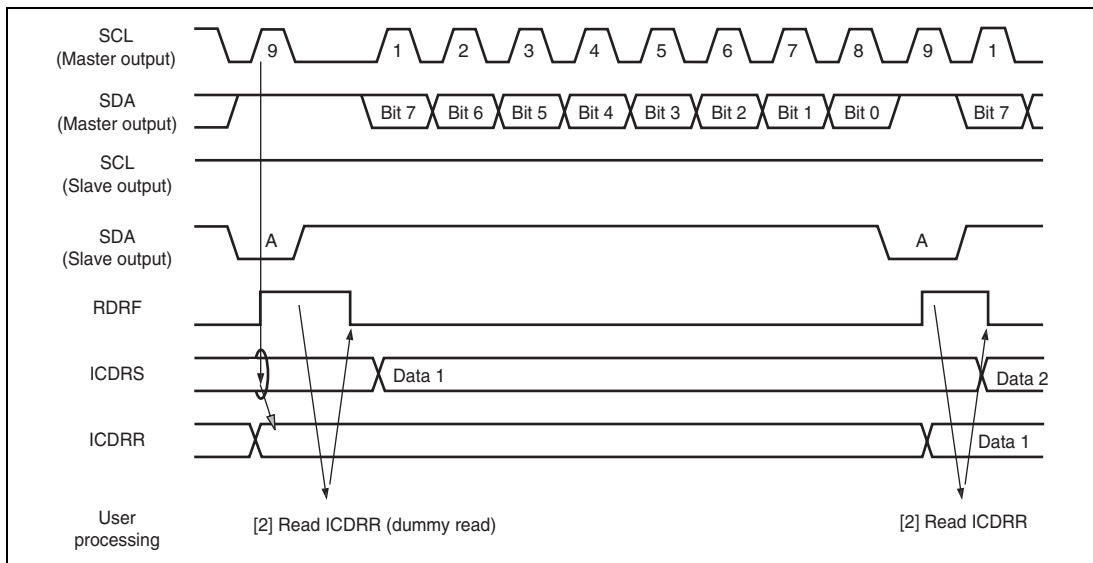 SCL
(Master output)
9
1
2
3
4
5
6
7
8
9
1
SDA
(Master output)
Bit 7
Bit 6
Bit 5
Bit 4
Bit 3
Bit 2
Bit 1
Bit 0
Bit 7
SCL
(Slave output)
SDA
(Slave output)
A
A
RDRF
ICDRS
Data 1
Data 2
ICDRR
Data 1
User
processing
[2] Read ICDRR (dummy read)
[2] Read ICDRR